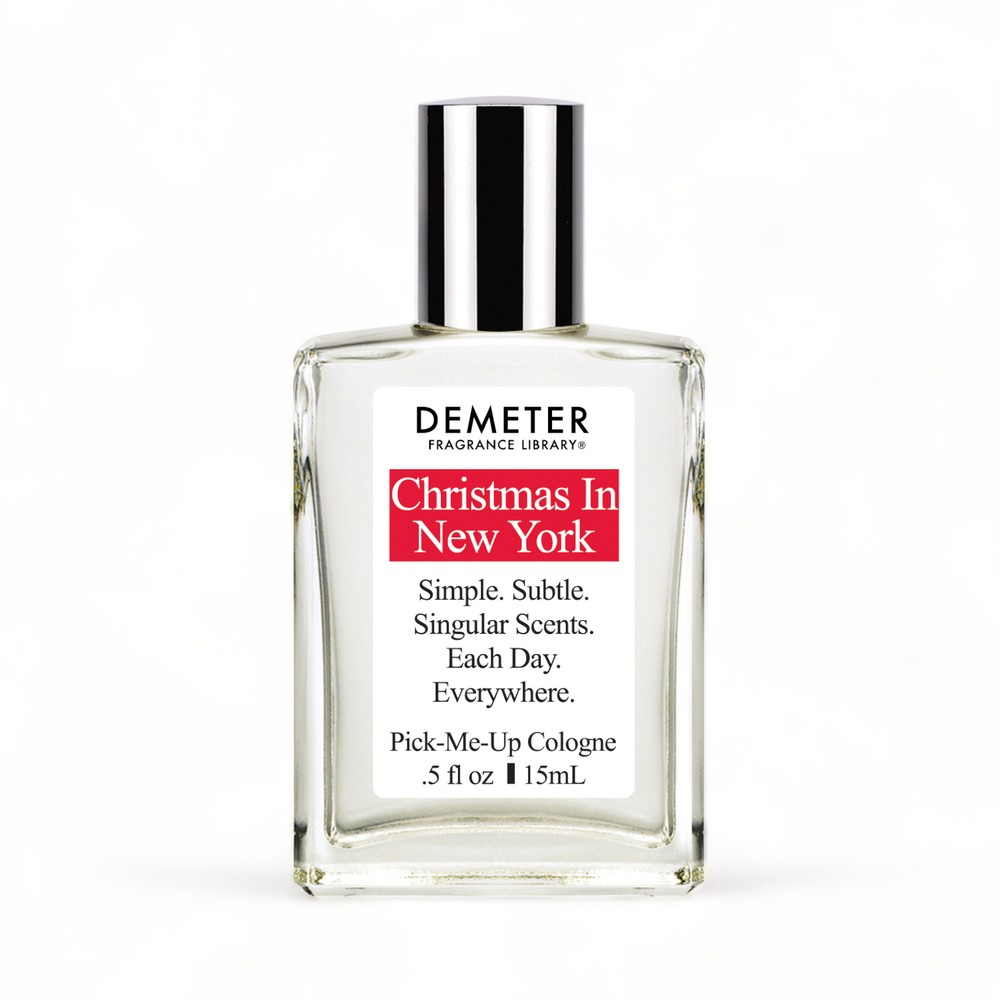 DEMETER
FRAGRANCE LIBRARY®
Christmas In
New York
Simple. Subtle.
Singular Scents.
Each Day.
Everywhere.
Pick-Me-Up Cologne
.5 fl oz ▌15mL